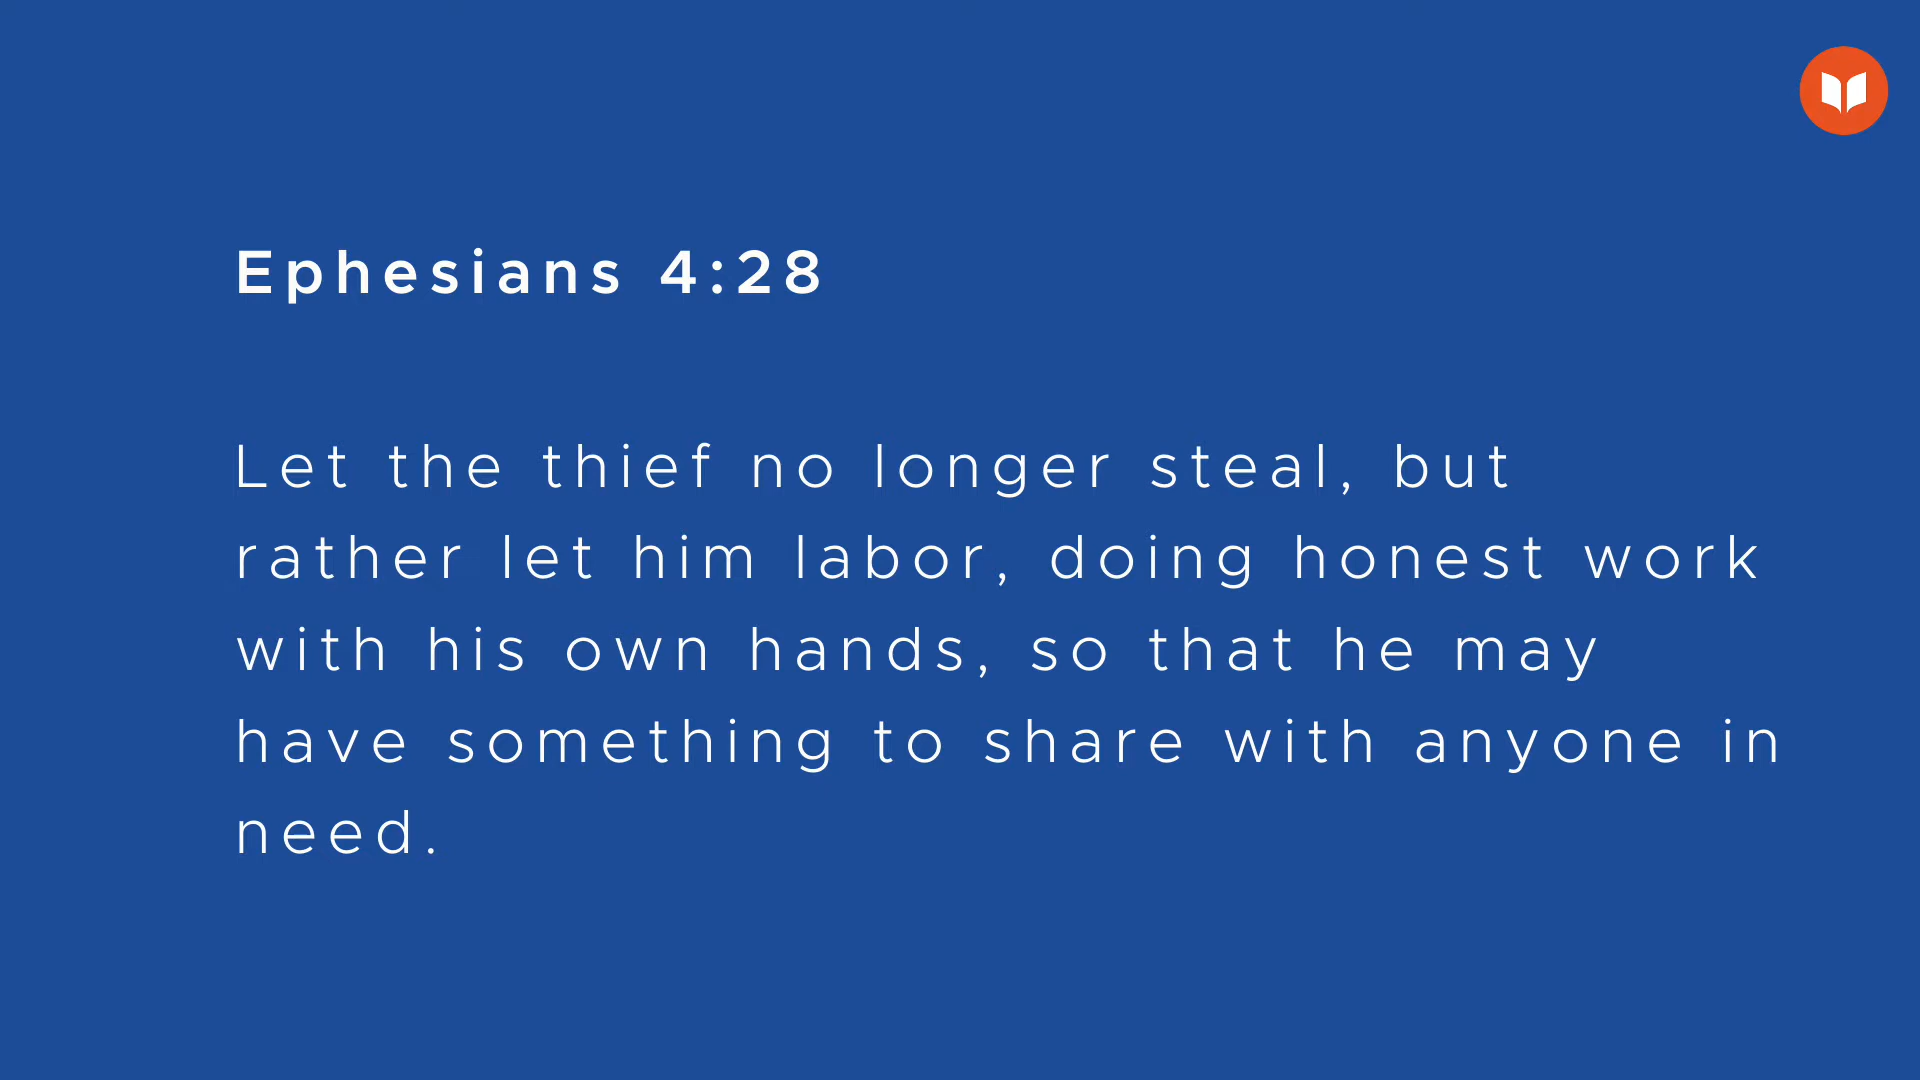 Ephesians 4:28
Let the thief no longer steal, but
rather let him labor, doing honest work
with his own hands, so that he may
have something to share with anyone in
need.